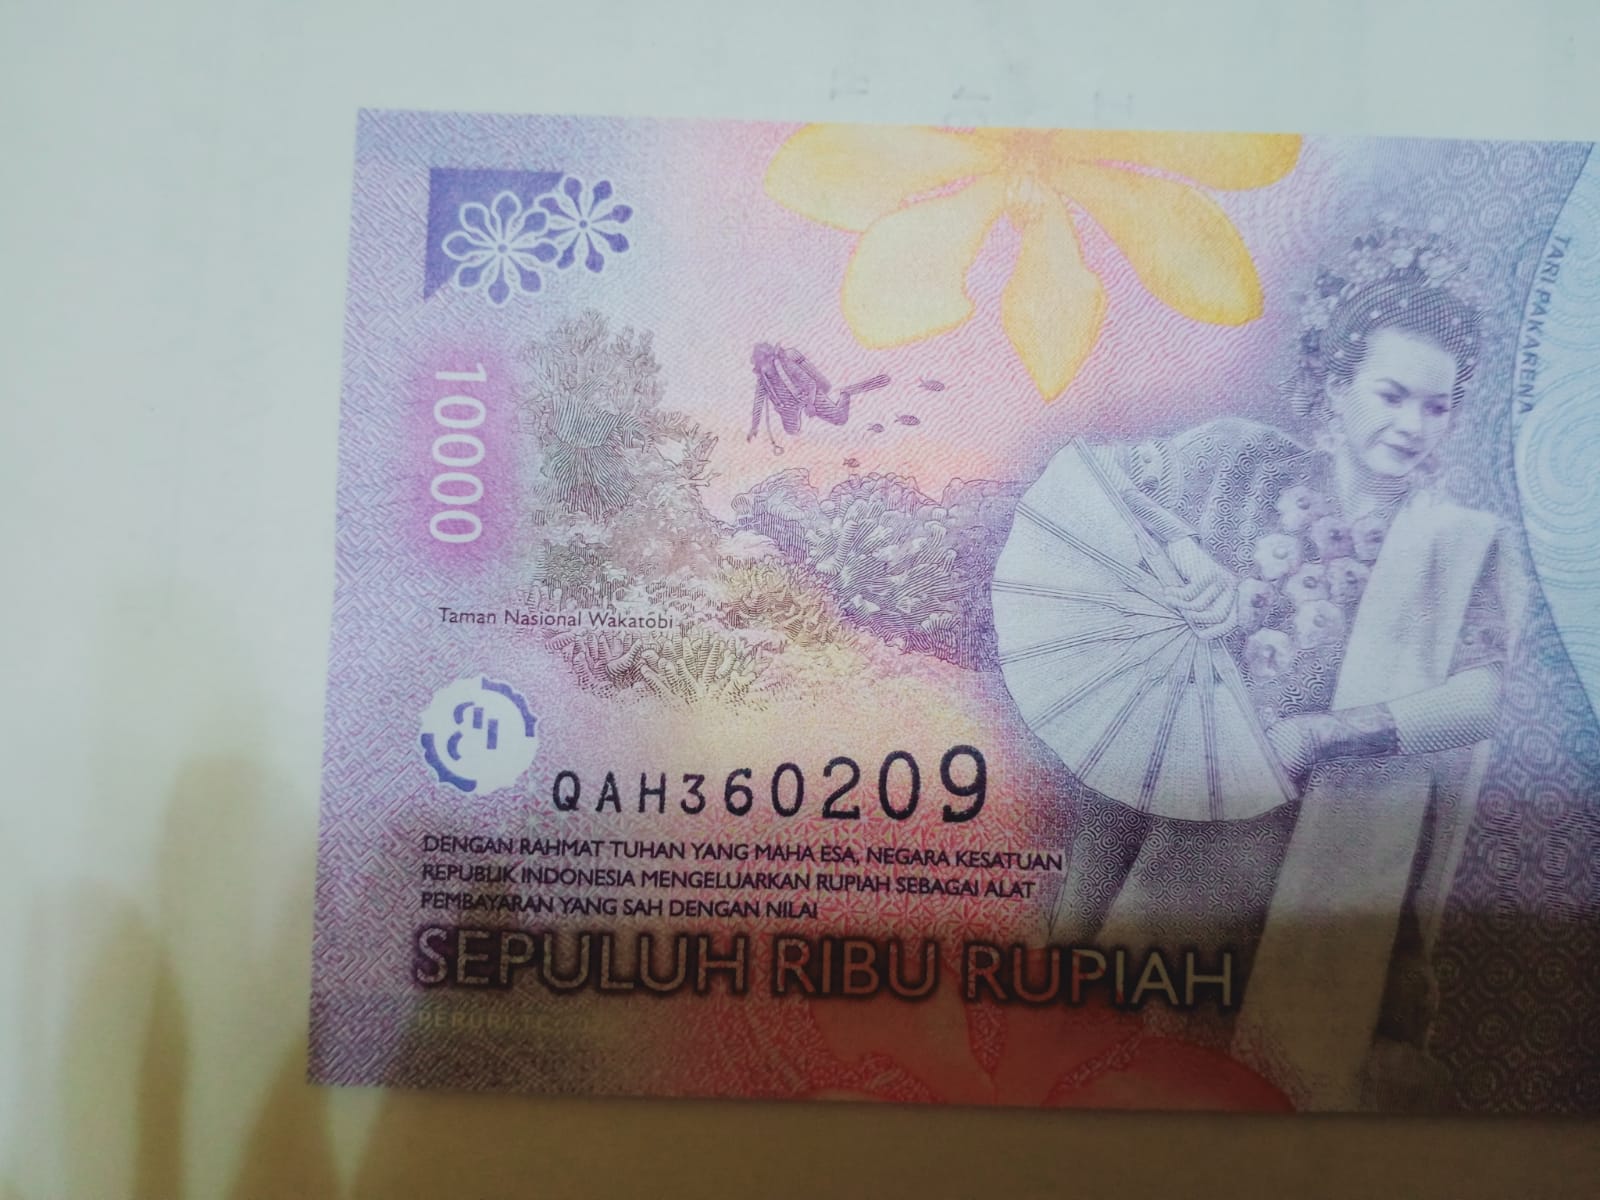 10000
TARI PAKARENA
Taman Nasional Wakatobi
QAH360209
DENGAN RAHMAT TUHAN YANG MAHA ESA, NEGARA KESATUAN
REPUBLIK INDONESIA MENGELUARKAN RUPIAH SEBAGAI ALAT
PEMBAYARAN YANG SAH DENGAN NILAI
SEPULUH RIBU RUPIAH
PERURI